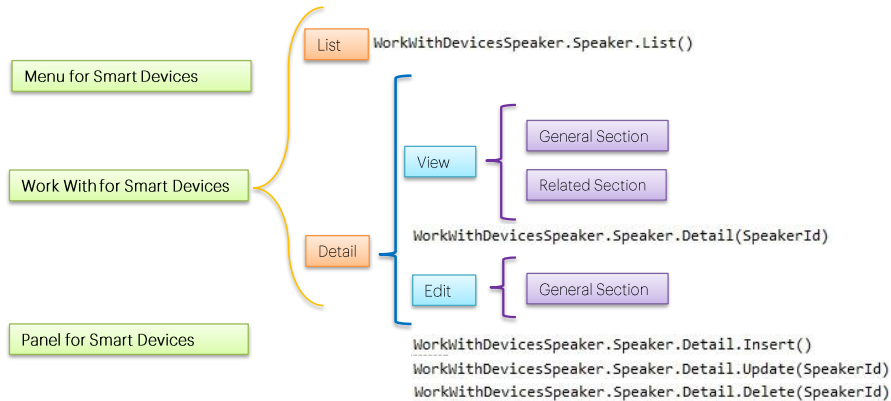 List
WorkWithDevicesSpeaker.Speaker.List()
Menu for Smart Devices
General Section
View
Work With for Smart Devices
Related Section
WorkWithDevicesSpeaker.Speaker.Detail(SpeakerId)
Detail
Edit
General Section
Panel for Smart Devices
WorkWithDevicesSpeaker.Speaker.Detail.Insert()
WorkWithDevicesSpeaker.Speaker.Detail.Update(SpeakerId)
WorkWithDevicesSpeaker.Speaker.Detail.Delete(SpeakerId)